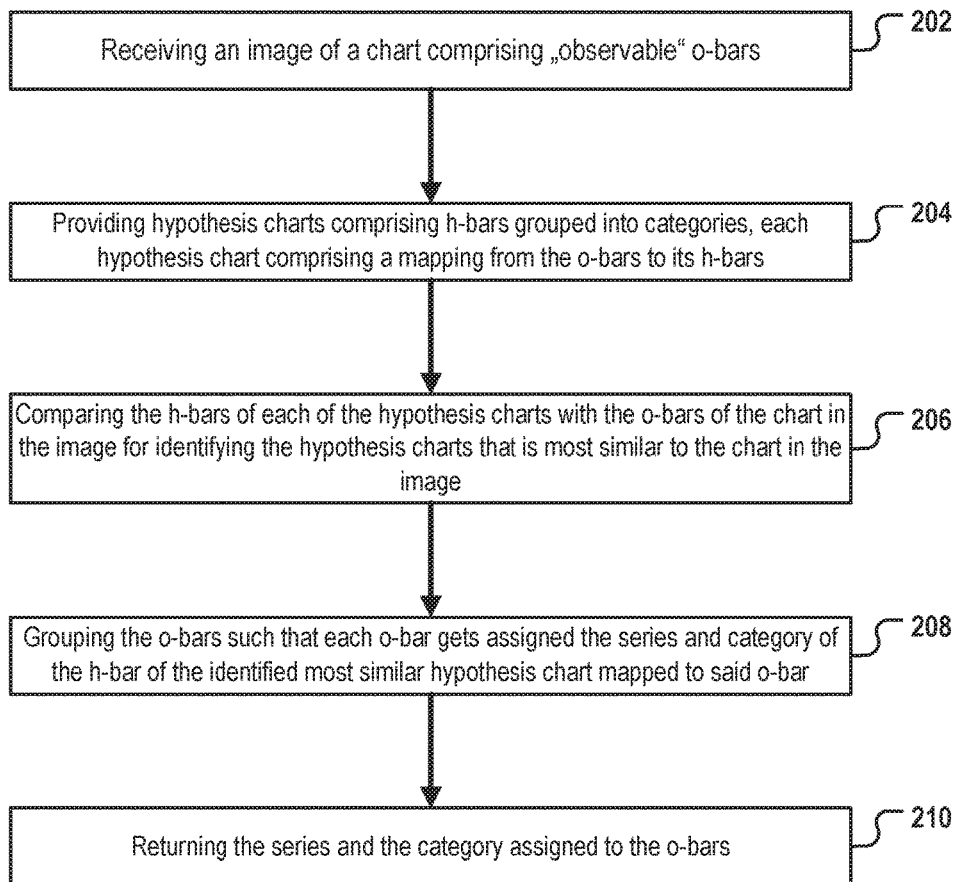 Receiving an image of a chart comprising „observable“ o-bars
202
Providing hypothesis charts comprising h-bars grouped into categories, each
hypothesis chart comprising a mapping from the o-bars to its h-bars
204
Comparing the h-bars of each of the hypothesis charts with the o-bars of the chart in
the image for identifying the hypothesis charts that is most similar to the chart in the
image
206
Grouping the o-bars such that each o-bar gets assigned the series and category of
the h-bar of the identified most similar hypothesis chart mapped to said o-bar
208
Returning the series and the category assigned to the o-bars
210